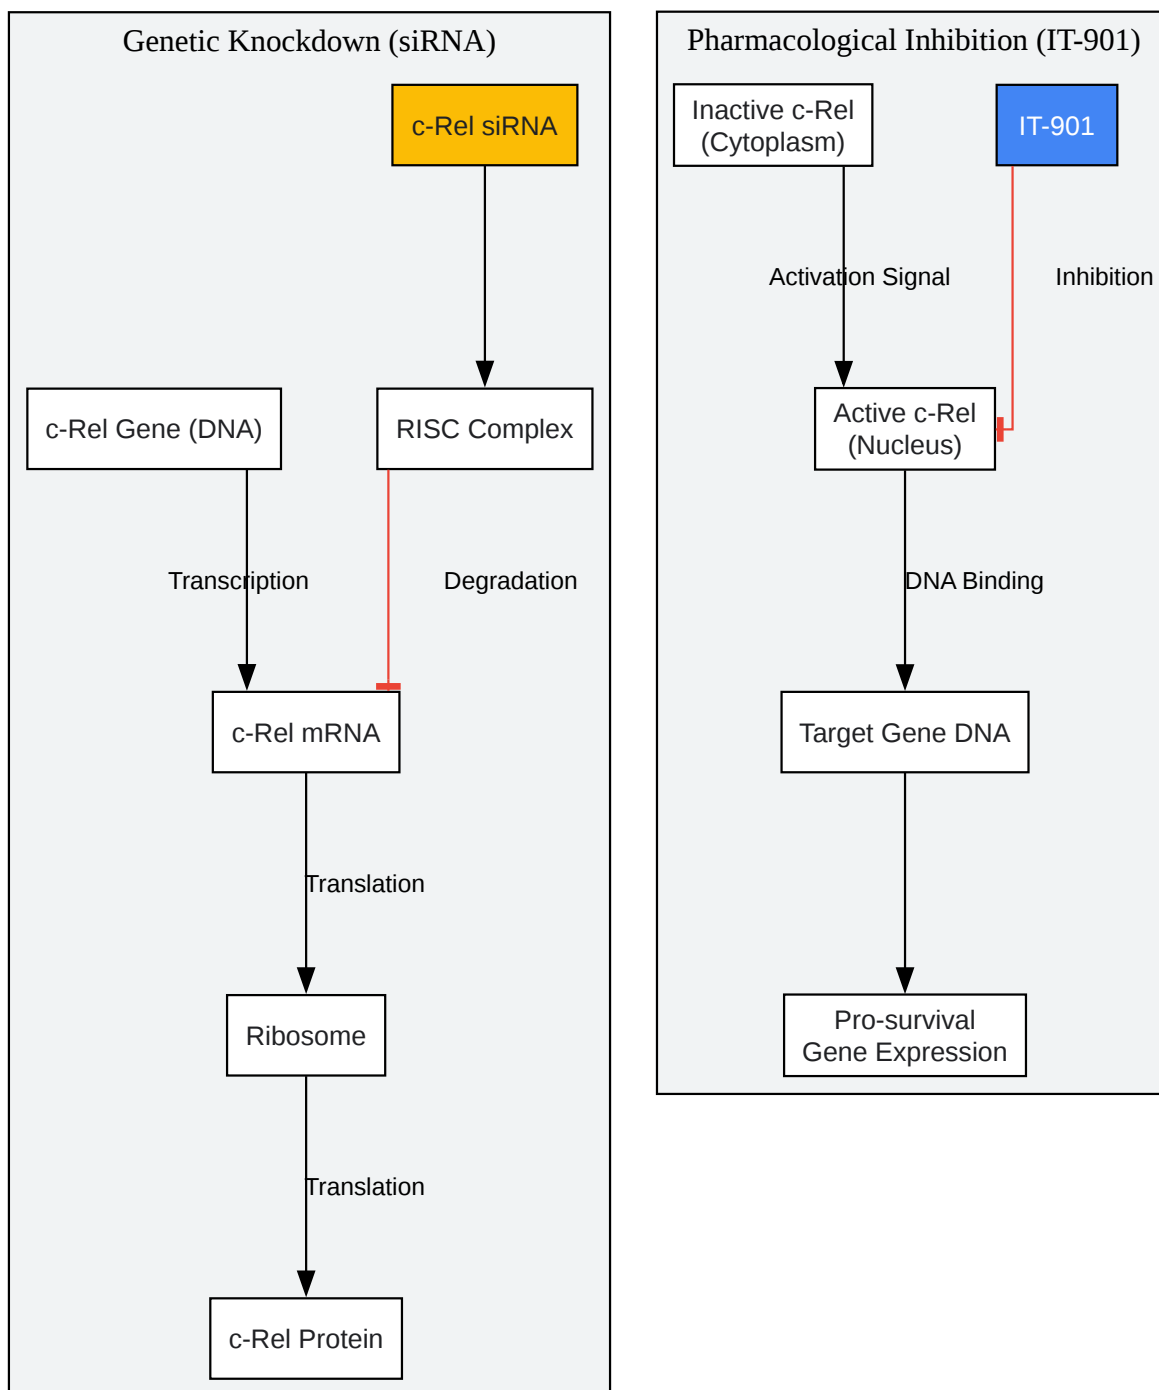 Genetic Knockdown (siRNA)
c-Rel siRNA
c-Rel Gene (DNA)
RISC Complex
Transcription
Degradation
c-Rel mRNA
Translation
Ribosome
Translation
c-Rel Protein
Pharmacological Inhibition (IT-901)
Inactive c-Rel
(Cytoplasm)
IT-901
Activation Signal
Inhibition
Active c-Rel
(Nucleus)
DNA Binding
Target Gene DNA
Pro-survival
Gene Expression